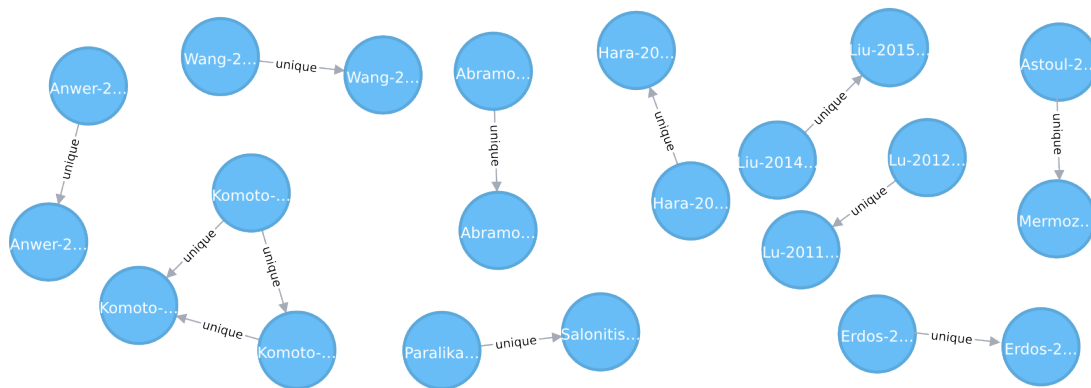 Anwer-2...
unique
Anwer-2...
Wang-2...
unique
Wang-2...
Komoto-...
unique
unique
Komoto-...
unique
Komoto-...
Abramo...
unique
Abramo...
Paralika...
unique
Salonitis...
Hara-20...
unique
Hara-20...
Liu-2015...
unique
Liu-2014...
Lu-2012...
unique
Lu-2011...
Astoul-2...
unique
Mermoz...
Erdos-2...
unique
Erdos-2...